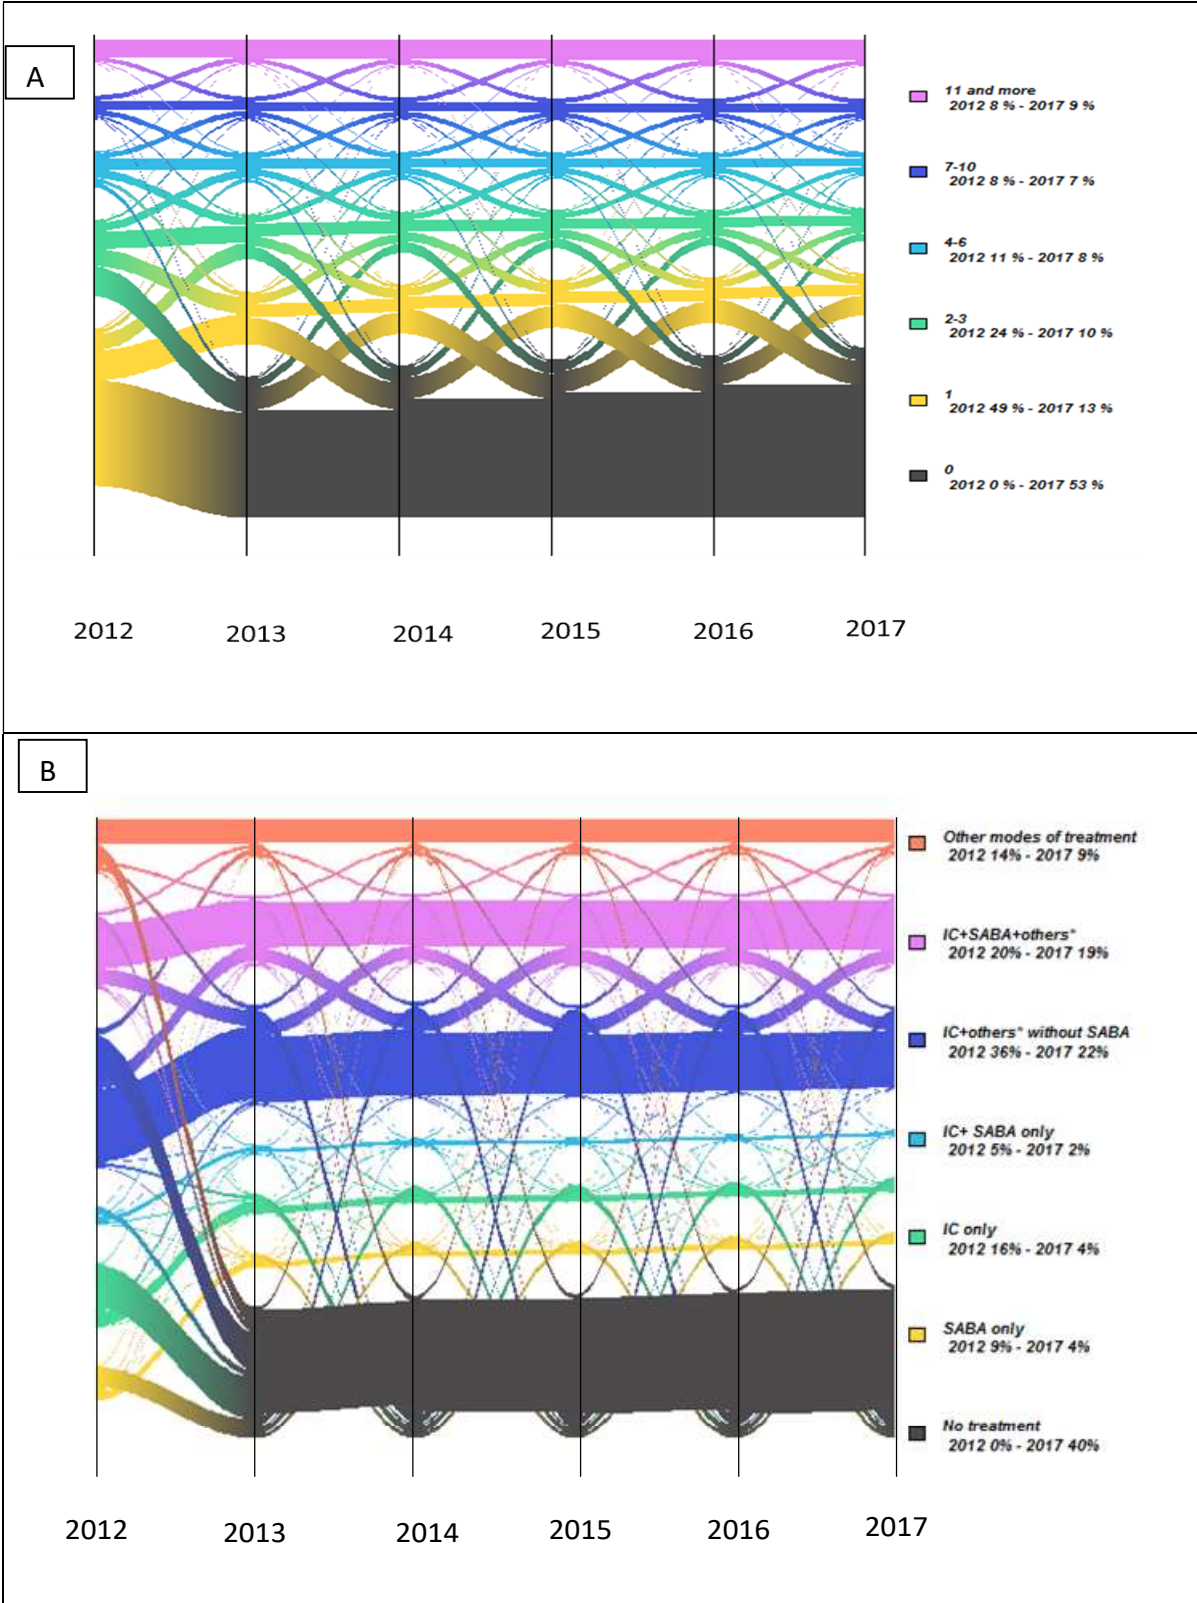 A
11 and more
2012 8 % - 2017 9 %
7-10
2012 8 % - 2017 7 %
4-6
2012 11 % - 2017 8 %
2-3
2012 24 % - 2017 10 %
1
2012 49 % - 2017 13 %
0
2012 0 % - 2017 53 %
2012 2013 2014 2015 2016 2017
B
Other modes of treatment
2012 14% - 2017 9%
IC+SABA+others*
2012 20% - 2017 19%
IC+others* without SABA
2012 36% - 2017 22%
IC+ SABA only
2012 5% - 2017 2%
IC only
2012 16% - 2017 4%
SABA only
2012 9% - 2017 4%
No treatment
2012 0% - 2017 40%
2012 2013 2014 2015 2016 2017